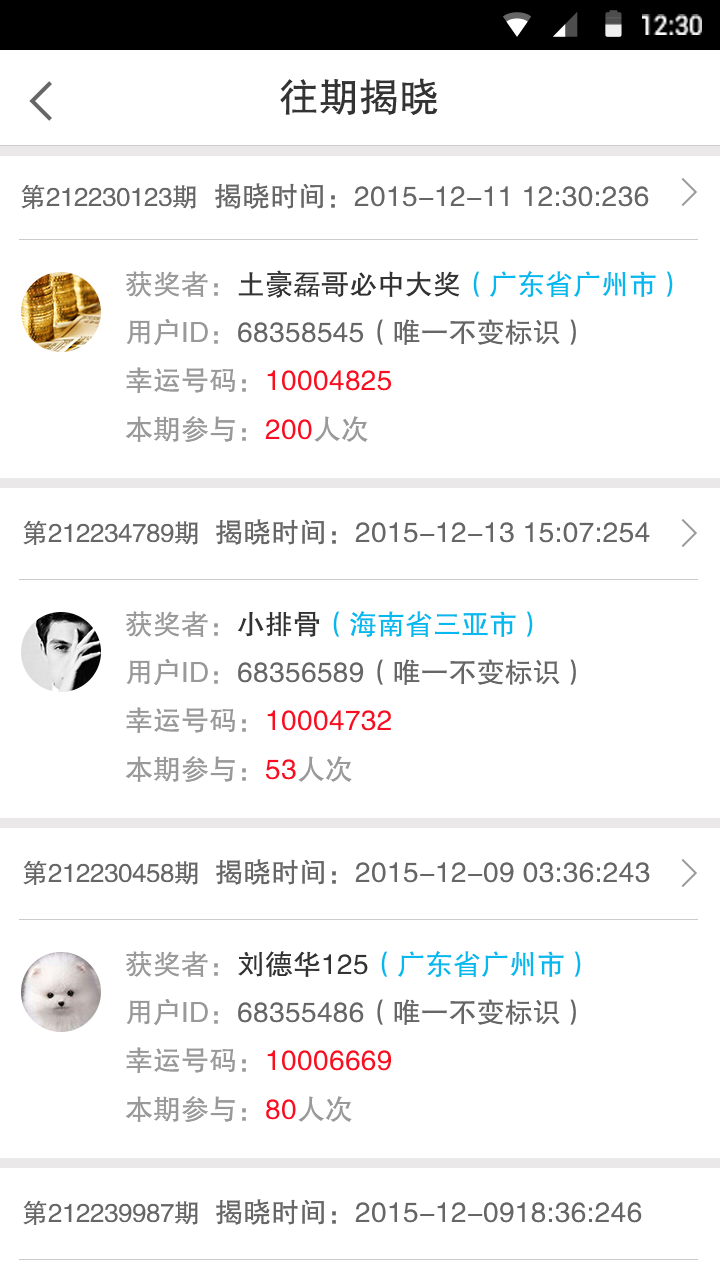 12:30
往期揭晓
第212230123期 揭晓时间：2015-12-11 12:30:236
获奖者：土豪磊哥必中大奖（广东省广州市）
用户ID：68358545（唯一不变标识）
幸运号码：10004825
本期参与：200人次
第212234789期 揭晓时间：2015-12-13 15:07:254
获奖者：小排骨（海南省三亚市）
用户ID：68356589（唯一不变标识）
幸运号码：10004732
本期参与：53人次
第212230458期 揭晓时间：2015-12-09 03:36:243
获奖者：刘德华125（广东省广州市）
用户ID：68355486（唯一不变标识）
幸运号码：10006669
本期参与：80人次
第212239987期 揭晓时间：2015-12-0918:36:246